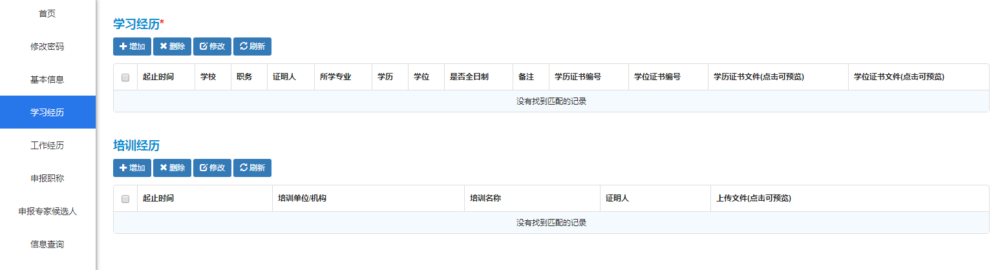 首页
修改密码
基本信息
学习经历
工作经历
申报职称
申报专家候选人
信息查询
学习经历*
增加 删除 修改 刷新
起止时间 学校 职务 证明人 所学专业 学历 学位 是否全日制 备注 学历证书编号 学位证书编号 学历证书文件(点击可预览) 学位证书文件(点击可预览)
没有找到匹配的记录
培训经历
增加 删除 修改 刷新
起止时间 培训单位/机构 培训名称 证明人 上传文件(点击可预览)
没有找到匹配的记录